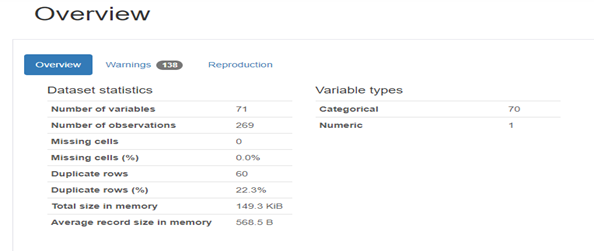 Overview
Overview Warnings 138 Reproduction
Dataset statistics
Number of variables 71
Number of observations 269
Missing cells 0
Missing cells (%) 0.0%
Duplicate rows 60
Duplicate rows (%) 22.3%
Total size in memory 149.3 KiB
Average record size in memory 568.5 B
Variable types
Categorical 70
Numeric 1